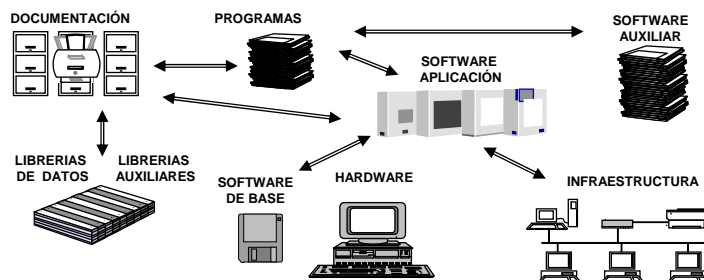 DOCUMENTACIÓN
PROGRAMAS
SOFTWARE
AUXILIAR
SOFTWARE
APLICACIÓN
LIBRERIAS
DE DATOS
LIBRERIAS
AUXILIARES
SOFTWARE
DE BASE
HARDWARE
INFRAESTRUCTURA